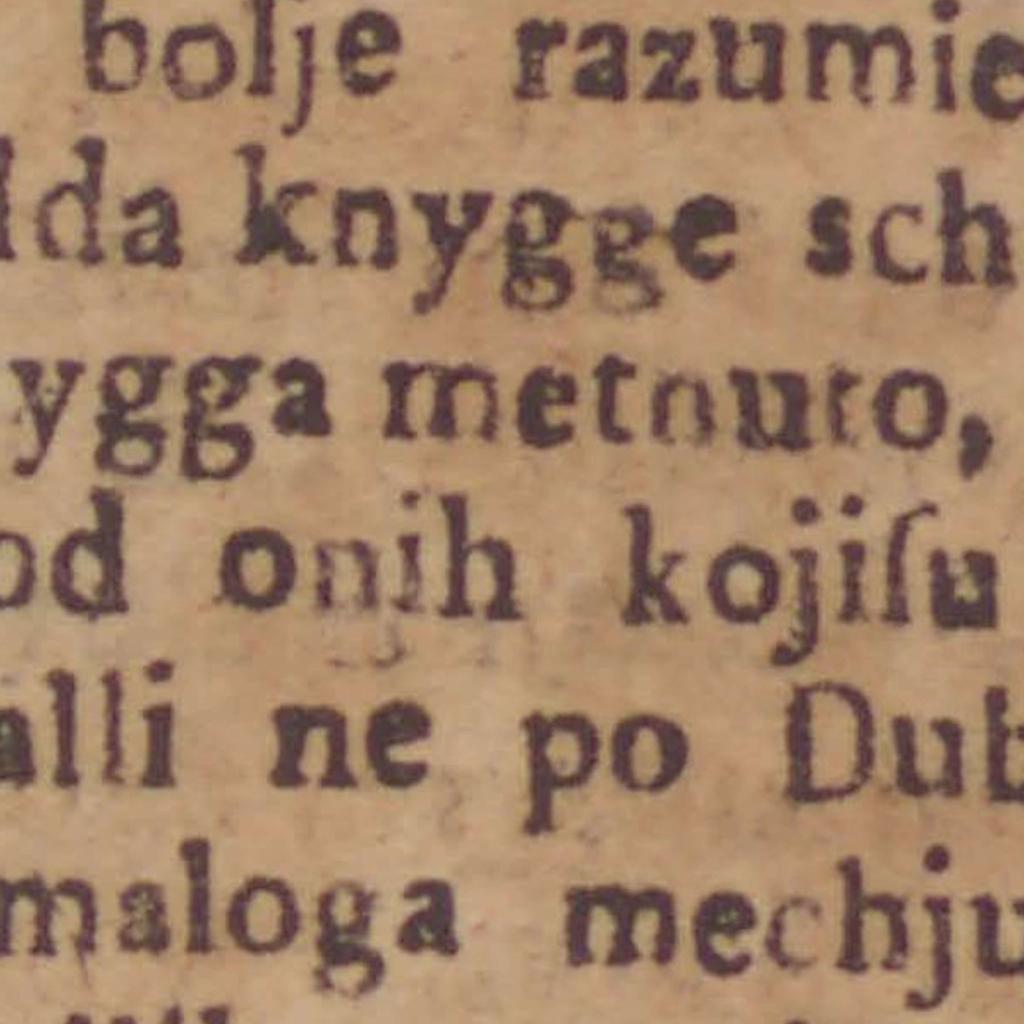 bolje razumie
lda knygge sch
ygga metnuto,
od onih kojiſu
alli ne po Dub
maloga mechju